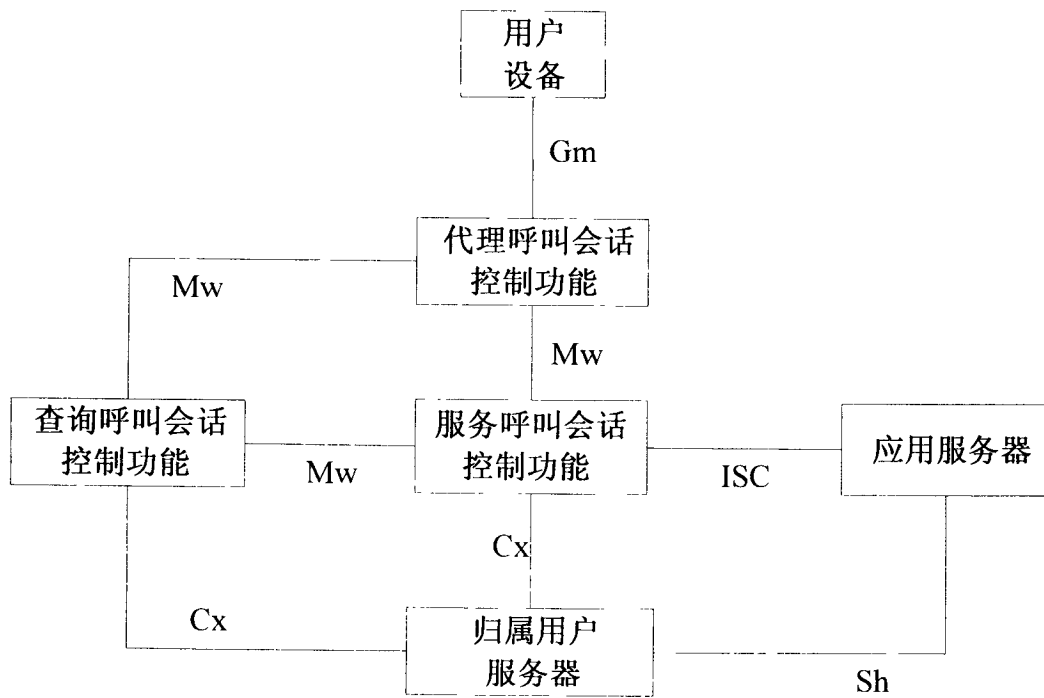 用户
设备
Gm
代理呼叫会话
控制功能
Mw
Mw
查询呼叫会话
控制功能
Mw
服务呼叫会话
控制功能
ISC
应用服务器
Cx
Cx
归属用户
服务器
Sh